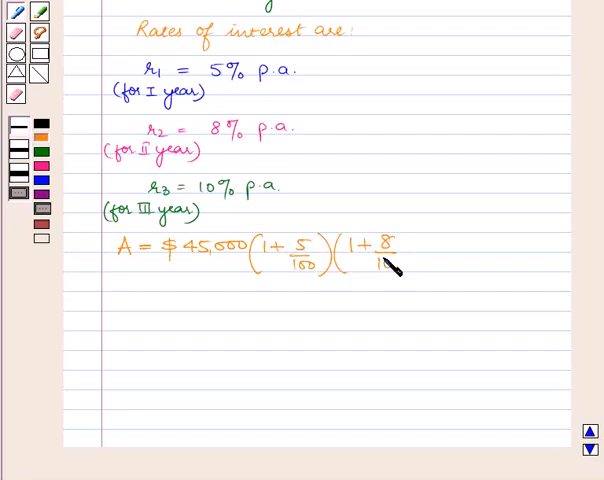 Rates of interest are:
r₁ = 5% p.a.
(for I year)
r₂ = 8% p.a.
(for II year)
r₃ = 10% p.a.
(for III year)
A = $45,000(1+5/100)(1+8/10